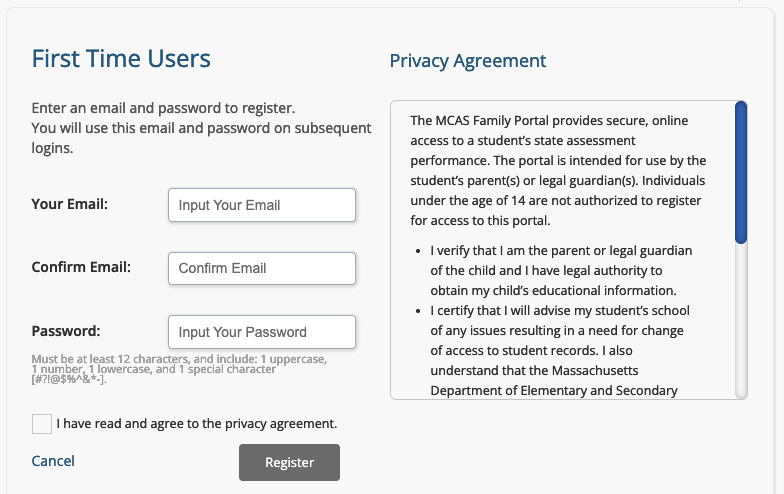 First Time Users
Enter an email and password to register.
You will use this email and password on subsequent
logins.
Your Email:
Input Your Email
Confirm Email:
Confirm Email
Password:
Input Your Password
Must be at least 12 characters, and include: 1 uppercase,
1 number, 1 lowercase, and 1 special character
[#?!@$%^&*-].
I have read and agree to the privacy agreement.
Cancel
Register
Privacy Agreement
The MCAS Family Portal provides secure, online
access to a student's state assessment
performance. The portal is intended for use by the
student's parent(s) or legal guardian(s). Individuals
under the age of 14 are not authorized to register
for access to this portal.
• I verify that I am the parent or legal guardian
of the child and I have legal authority to
obtain my child's educational information.
• I certify that I will advise my student's school
of any issues resulting in a need for change
of access to student records. I also
understand that the Massachusetts
Department of Elementary and Secondary